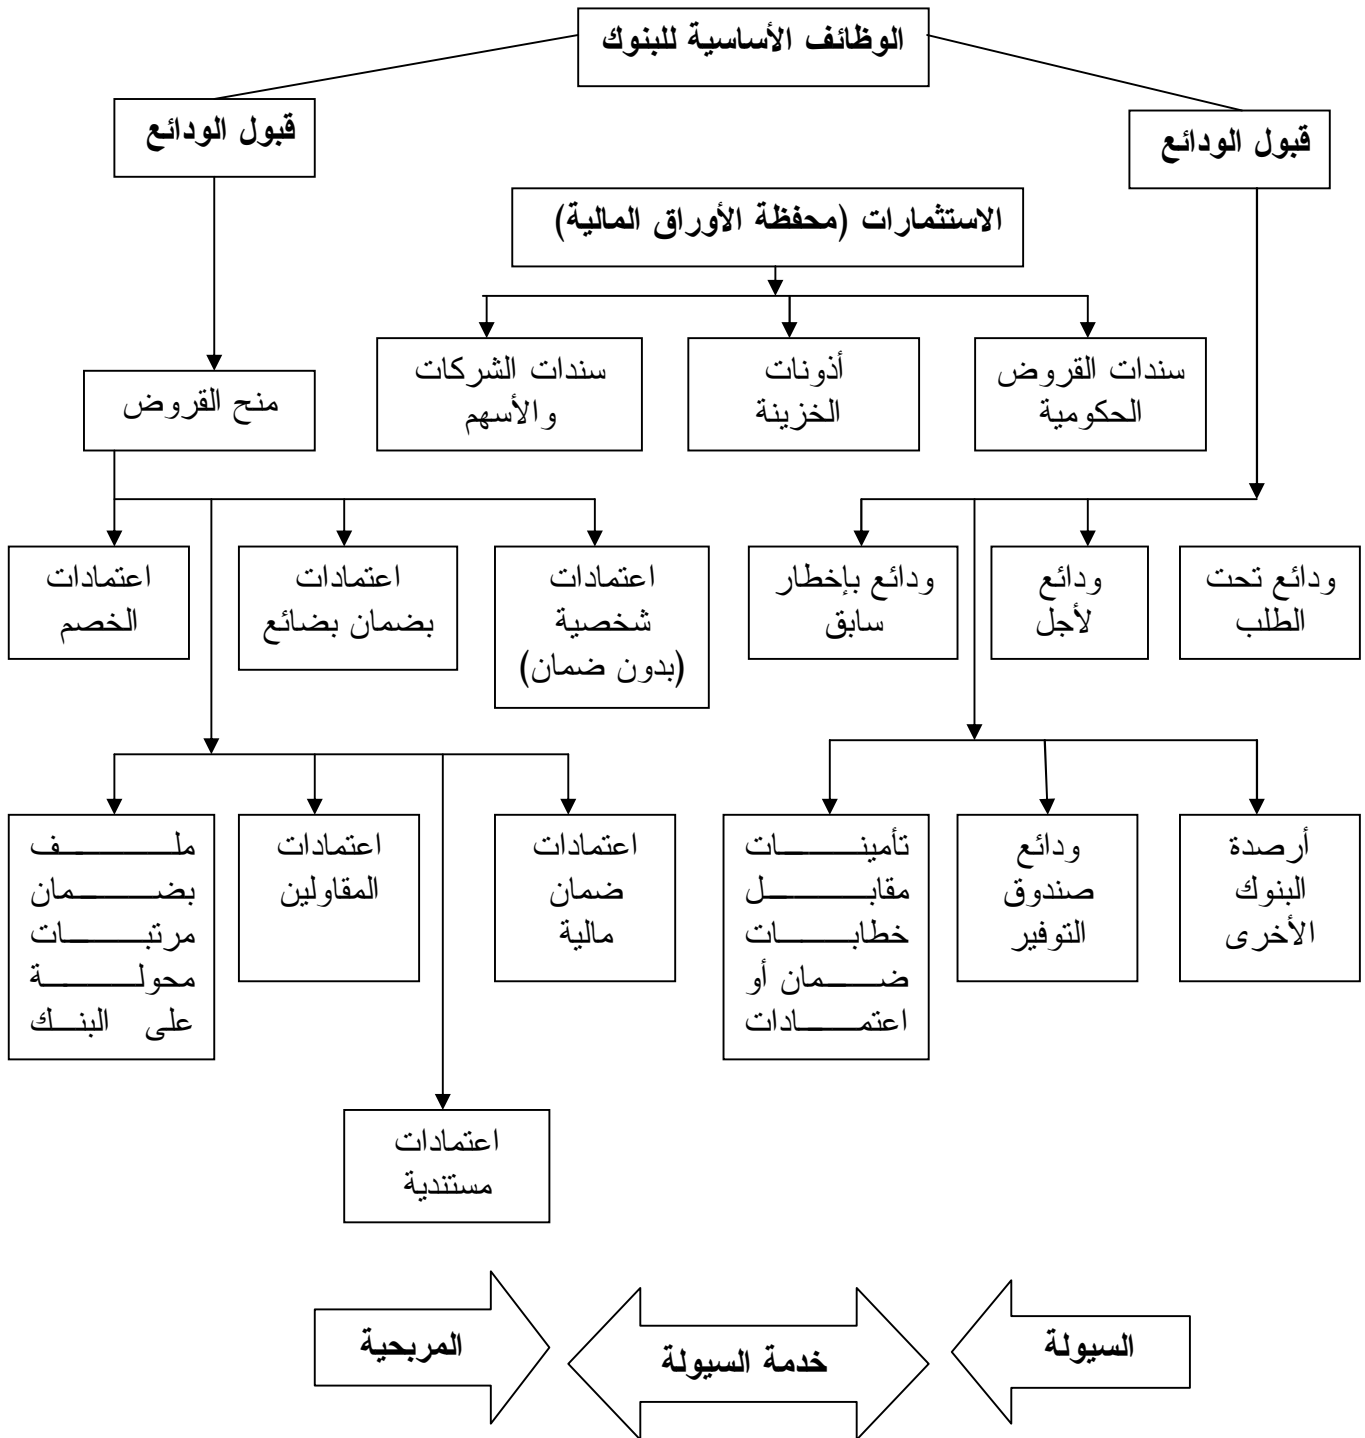 الوظائف الأساسية للبنوك
قبول الودائع
قبول الودائع
الاستثمارات (محفظة الأوراق المالية)
سندات القروض
الحكومية
أذونات
الخزينة
سندات الشركات
والأسهم
منح القروض
ودائع تحت
الطلب
ودائع
لأجل
ودائع بإخطار
سابق
اعتمادات
شخصية
(بدون ضمان)
اعتمادات
بضمان بضائع
اعتمادات
الخصم
أرصدة
البنوك
الأخرى
ودائع
صندوق
التوفير
تأمينات
مقابل
خطابات
ضمان أو
اعتمادات
اعتمادات
ضمان
مالية
اعتمادات
المقاولين
ملف
بضمان
مرتبات
محولة
على البنك
اعتمادات
مستندية
السيولة
خدمة السيولة
المربحية